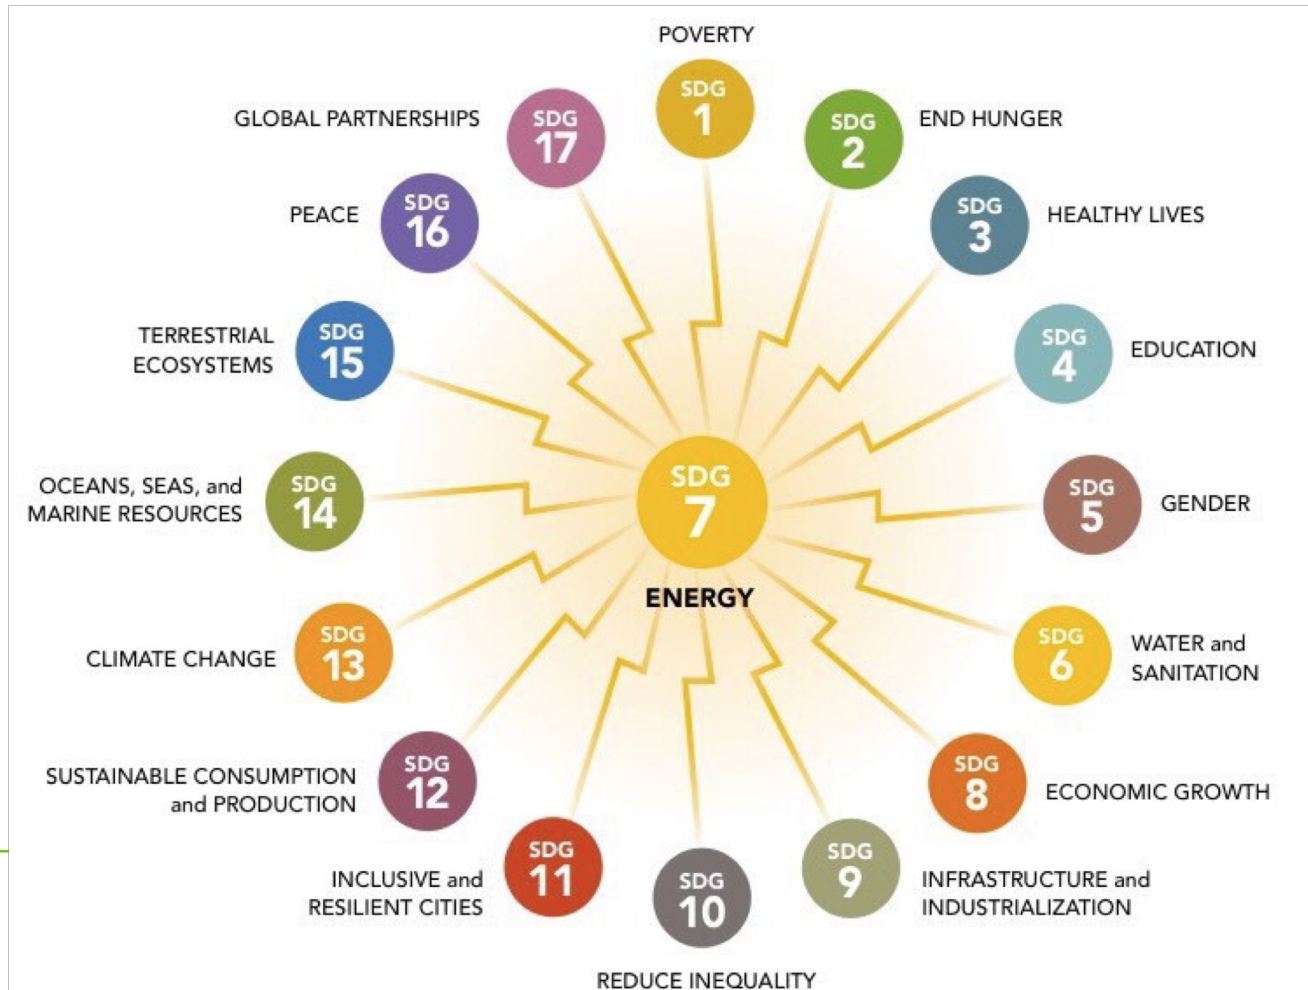 POVERTY
SDG
1
SDG
2
END HUNGER
SDG
3
HEALTHY LIVES
SDG
4
EDUCATION
SDG
5
GENDER
SDG
6
WATER and
SANITATION
SDG
7
ENERGY
SDG
8
ECONOMIC GROWTH
SDG
9
INFRASTRUCTURE and
INDUSTRIALIZATION
SDG
10
REDUCE INEQUALITY
SDG
11
INCLUSIVE and
RESILIENT CITIES
SDG
12
SUSTAINABLE CONSUMPTION
and PRODUCTION
SDG
13
CLIMATE CHANGE
SDG
14
OCEANS, SEAS, and
MARINE RESOURCES
SDG
15
TERRESTRIAL
ECOSYSTEMS
SDG
16
PEACE
SDG
17
GLOBAL PARTNERSHIPS